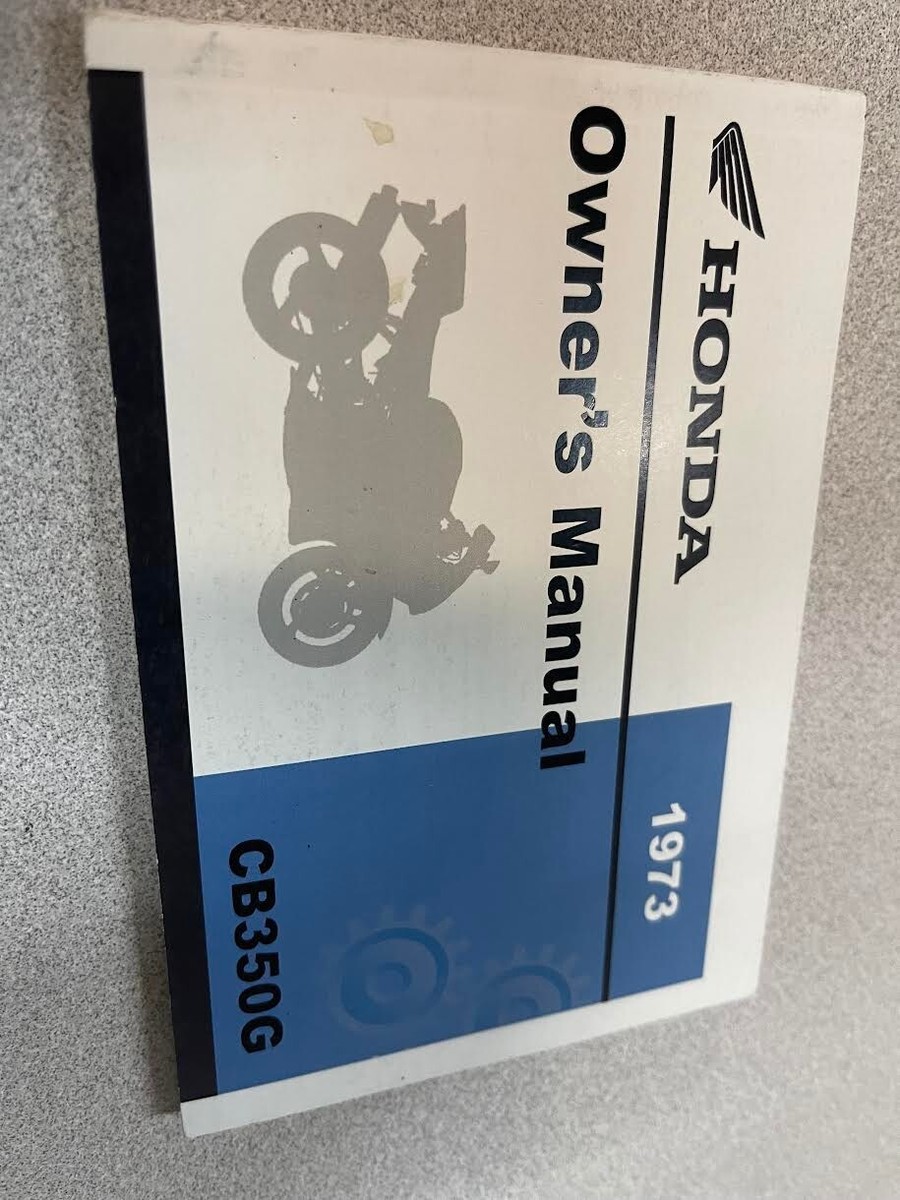 HONDA
1973
Owner's Manual
CB350G